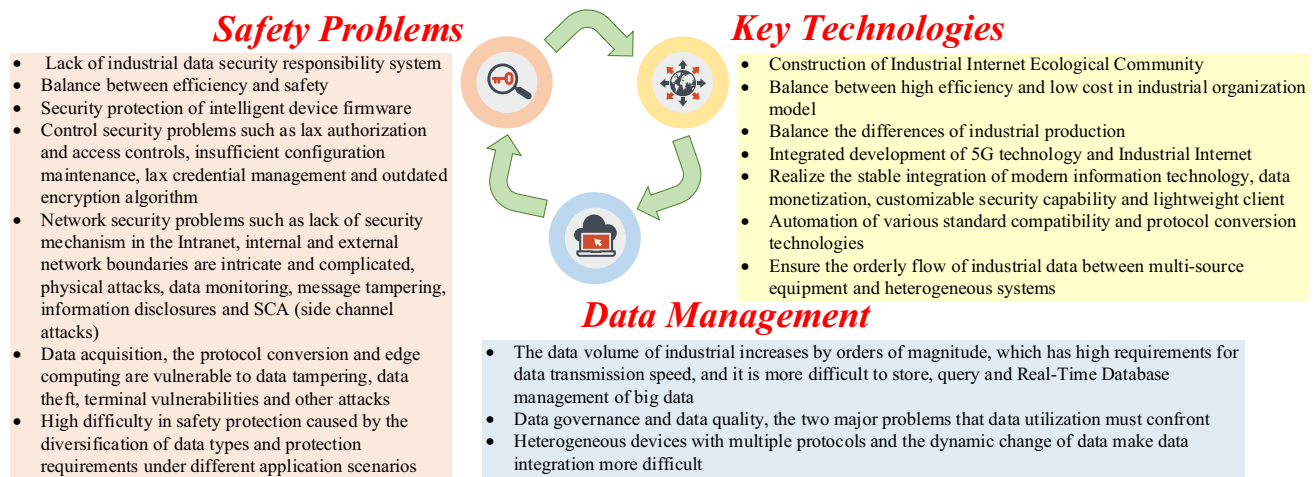 Safety Problems
• Lack of industrial data security responsibility system
• Balance between efficiency and safety
• Security protection of intelligent device firmware
• Control security problems such as lax authorization
and access controls, insufficient configuration
maintenance, lax credential management and outdated
encryption algorithm
• Network security problems such as lack of security
mechanism in the Intranet, internal and external
network boundaries are intricate and complicated,
physical attacks, data monitoring, message tampering,
information disclosures and SCA (side channel
attacks)
• Data acquisition, the protocol conversion and edge
computing are vulnerable to data tampering, data
theft, terminal vulnerabilities and other attacks
• High difficulty in safety protection caused by the
diversification of data types and protection
requirements under different application scenarios
Key Technologies
• Construction of Industrial Internet Ecological Community
• Balance between high efficiency and low cost in industrial organization
model
• Balance the differences of industrial production
• Integrated development of 5G technology and Industrial Internet
• Realize the stable integration of modern information technology, data
monetization, customizable security capability and lightweight client
• Automation of various standard compatibility and protocol conversion
technologies
• Ensure the orderly flow of industrial data between multi-source
equipment and heterogeneous systems
Data Management
• The data volume of industrial increases by orders of magnitude, which has high requirements for
data transmission speed, and it is more difficult to store, query and Real-Time Database
management of big data
• Data governance and data quality, the two major problems that data utilization must confront
• Heterogeneous devices with multiple protocols and the dynamic change of data make data
integration more difficult